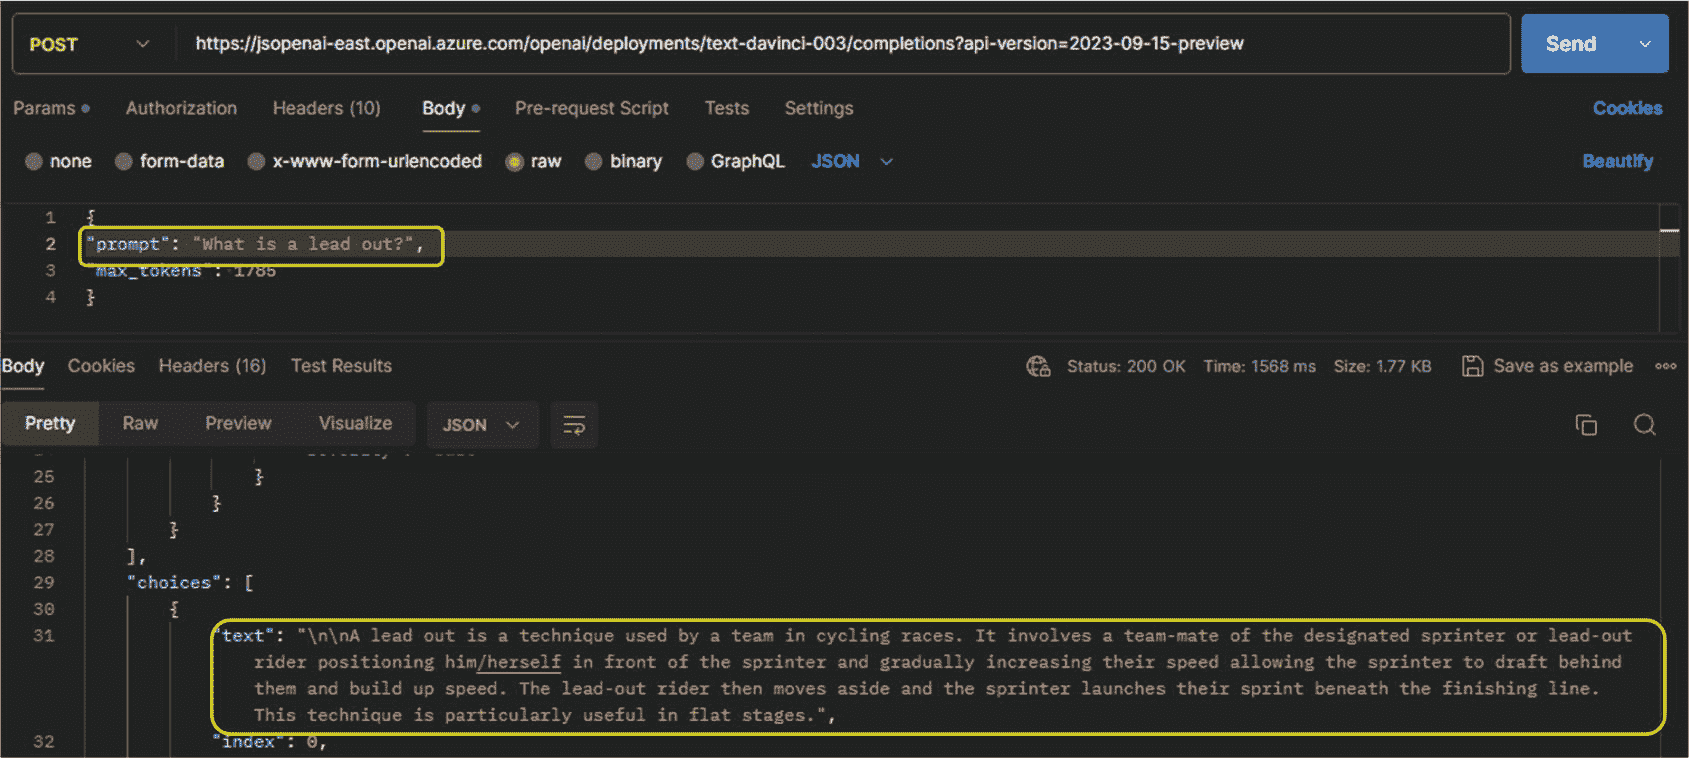 POST https://jsopenai-east.openai.azure.com/openai/deployments/text-davinci-003/completions?api-version=2023-09-15-preview Send
Params Authorization Headers (10) Body Pre-request Script Tests Settings Cookies
none form-data x-www-form-urlencoded raw binary GraphQL JSON Beautify
1 {
2 "prompt": "What is a lead out?",
3 "max_tokens": 1785
4 }
Body Cookies Headers (16) Test Results Status: 200 OK Time: 1568 ms Size: 1.77 KB Save as example
Pretty Raw Preview Visualize JSON
25 }
26 }
27 }
28 ],
29 "choices": [
30 {
31 "text": "\n\nA lead out is a technique used by a team in cycling races. It involves a team-mate of the designated sprinter or lead-out
rider positioning him/herself in front of the sprinter and gradually increasing their speed allowing the sprinter to draft behind
them and build up speed. The lead-out rider then moves aside and the sprinter launches their sprint beneath the finishing line.
This technique is particularly useful in flat stages.",
32 "index": 0,